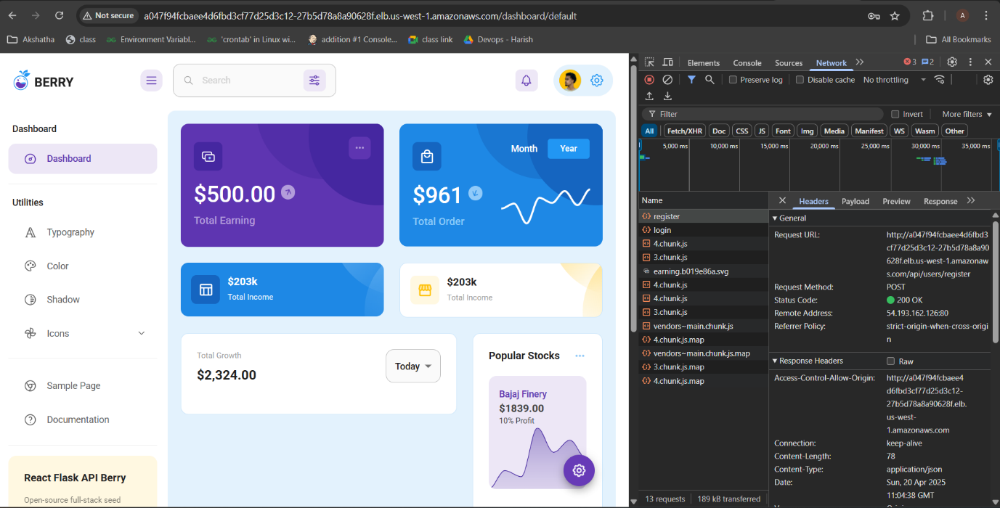 Not secure
a047f94fcbaee4d6fbd3cf77d25d3c12-27b5d78a8a90628f.elb.us-west-1.amazonaws.com/dashboard/default
A
Akshatha
class
Environment Variabl...
'crontab' in Linux wi...
addition #1 Console...
class link
Devops - Harish
All Bookmarks
BERRY
Search
Dashboard
Dashboard
Utilities
Typography
Color
Shadow
Icons
Sample Page
Documentation
React Flask API Berry
Open-source full-stack seed
$500.00
Total Earning
Month
Year
$961
Total Order
$203k
Total Income
$203k
Total Income
Total Growth
$2,324.00
Today
Popular Stocks
Bajaj Finery
$1839.00
10% Profit
Elements
Console
Sources
Network
3
2
Preserve log
Disable cache
No throttling
Filter
Invert
More filters
All
Fetch/XHR
Doc
CSS
JS
Font
Img
Media
Manifest
WS
Wasm
Other
5,000 ms
10,000 ms
15,000 ms
20,000 ms
25,000 ms
30,000 ms
35,000 ms
Name
register
login
4.chunk.js
3.chunk.js
earning.b019e86a.svg
4.chunk.js
4.chunk.js
3.chunk.js
vendors~main.chunk.js
4.chunk.js.map
vendors~main.chunk.js.map
3.chunk.js.map
4.chunk.js.map
13 requests
189 kB transferred
Headers
Payload
Preview
Response
General
Request URL:
http://a047f94fcbaee4d6fbd3
cf77d25d3c12-27b5d78a8a90
628f.elb.us-west-1.amazonaw
s.com/api/users/register
Request Method:
POST
Status Code:
200 OK
Remote Address:
54.193.162.126:80
Referrer Policy:
strict-origin-when-cross-origi
n
Response Headers
Raw
Access-Control-Allow-Origin:
http://a047f94fcbaee4
d6fbd3cf77d25d3c12-
27b5d78a8a90628f.elb.
us-west-
1.amazonaws.com
Connection:
keep-alive
Content-Length:
78
Content-Type:
application/json
Date:
Sun, 20 Apr 2025
11:04:38 GMT